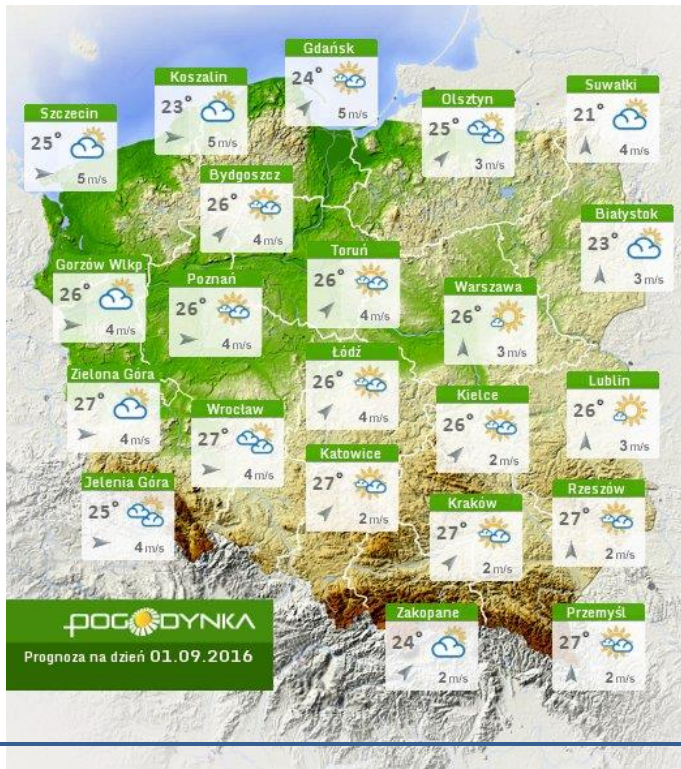 Gdańsk
24°
5 m/s
Koszalin
23°
5 m/s
Suwałki
21°
4 m/s
Olsztyn
25°
3 m/s
Szczecin
25°
5 m/s
Bydgoszcz
26°
4 m/s
Białystok
23°
3 m/s
Toruń
26°
4 m/s
Gorzów Wlkp
26°
4 m/s
Poznań
26°
4 m/s
Warszawa
26°
3 m/s
Łódź
26°
4 m/s
Zielona Góra
27°
4 m/s
Lublin
26°
3 m/s
Kielce
26°
2 m/s
Wrocław
27°
4 m/s
Katowice
27°
2 m/s
Jelenia Góra
25°
4 m/s
Rzeszów
27°
2 m/s
Kraków
27°
2 m/s
Zakopane
24°
2 m/s
Przemyśl
27°
2 m/s
POGODYNKA
Prognoza na dzień 01.09.2016